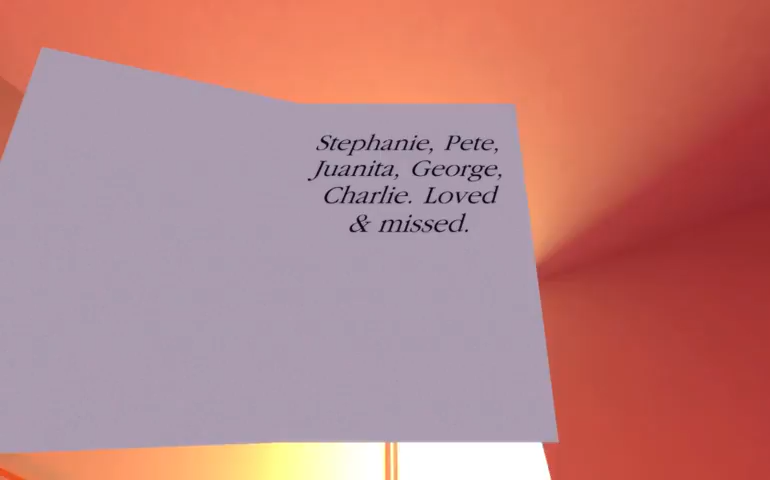 Stephanie, Pete,
Juanita, George,
Charlie. Loved
& missed.